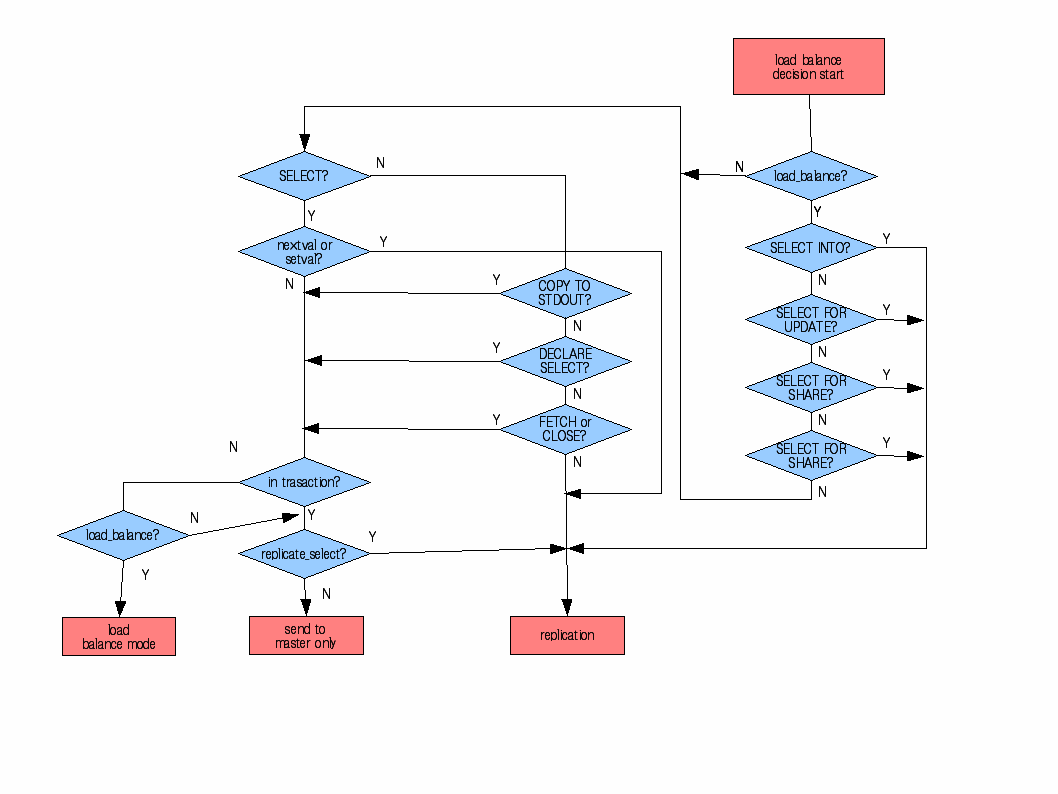 load balance
decision start
N
SELECT?
N
load_balance?
Y
Y
nextval or
setval?
Y
SELECT INTO?
Y
N
Y
COPY TO
STDOUT?
N
SELECT FOR
UPDATE?
Y
N
Y
DECLARE
SELECT?
N
SELECT FOR
SHARE?
Y
N
Y
FETCH or
CLOSE?
N
SELECT FOR
SHARE?
Y
N
N
N
in trasaction?
load_balance?
N
Y
replicate_select?
Y
Y
N
load
balance mode
send to
master only
replication